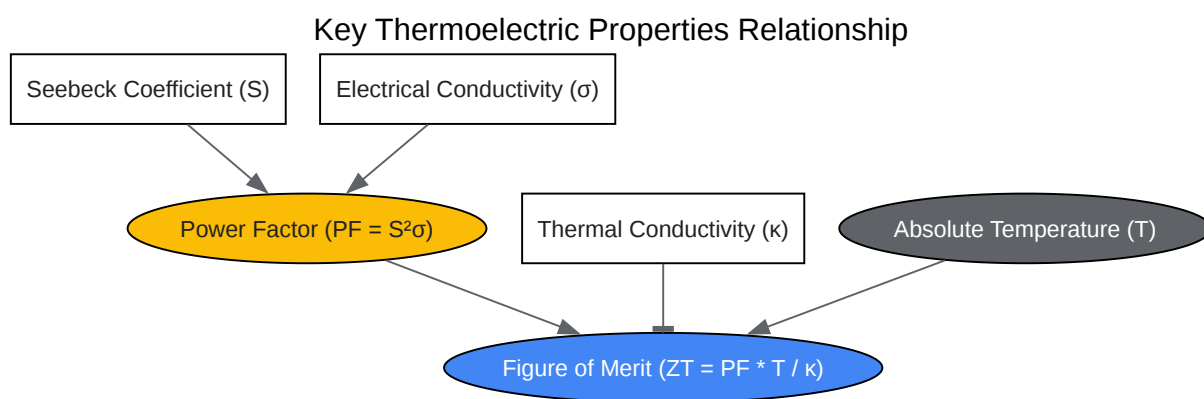 Key Thermoelectric Properties Relationship
Seebeck Coefficient (S)
Electrical Conductivity (σ)
Power Factor (PF = S²σ)
Thermal Conductivity (κ)
Absolute Temperature (T)
Figure of Merit (ZT = PF * T / κ)